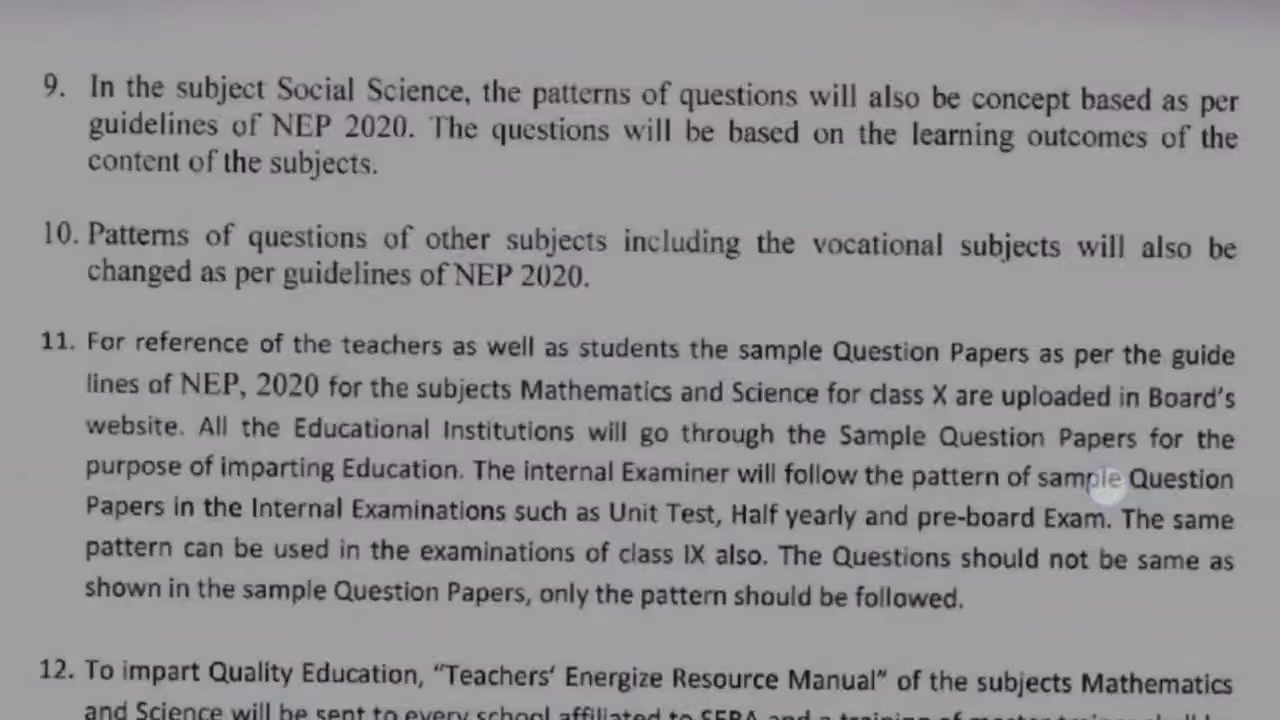 9. In the subject Social Science, the patterns of questions will also be concept based as per
guidelines of NEP 2020. The questions will be based on the learning outcomes of the
content of the subjects.
10. Patterns of questions of other subjects including the vocational subjects will also be
changed as per guidelines of NEP 2020.
11. For reference of the teachers as well as students the sample Question Papers as per the guide
lines of NEP, 2020 for the subjects Mathematics and Science for class X are uploaded in Board's
website. All the Educational Institutions will go through the Sample Question Papers for the
purpose of imparting Education. The internal Examiner will follow the pattern of sample Question
Papers in the Internal Examinations such as Unit Test, Half yearly and pre-board Exam. The same
pattern can be used in the examinations of class IX also. The Questions should not be same as
shown in the sample Question Papers, only the pattern should be followed.
12. To impart Quality Education, "Teachers' Energize Resource Manual" of the subjects Mathematics
and Science will be sent to every school affiliated to SEBA and a training of